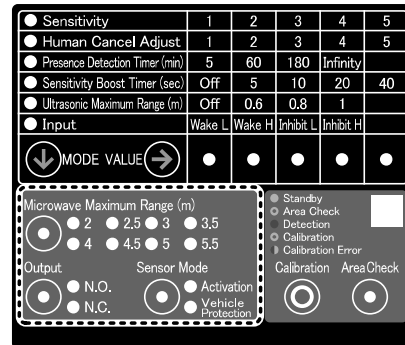 Sensitivity 1 2 3 4 5
Human Cancel Adjust 1 2 3 4 5
Presence Detection Timer (min) 5 60 180 Infinity
Sensitivity Boost Timer (sec) Off 5 10 20 40
Ultrasonic Maximum Range (m) Off 0.6 0.8 1
Input Wake L Wake H Inhibit L Inhibit H
MODE VALUE
Microwave Maximum Range (m)
2 2.5 3 3.5
4 4.5 5 5.5
Output Sensor Mode
N.O. Activation
N.C. Vehicle
Protection
Standby
Area Check
Detection
Calibration
Calibration Error
Calibration Area Check